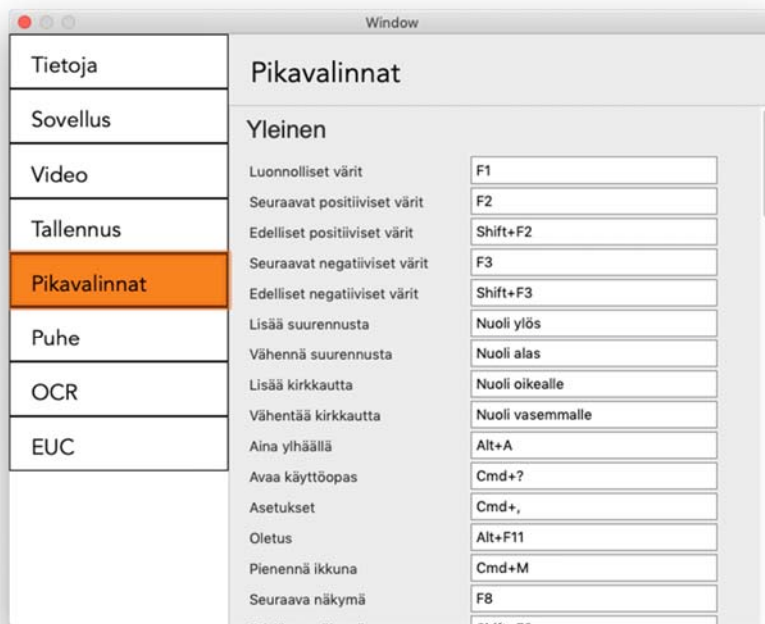 Window
Tietoja
Sovellus
Video
Tallennus
Pikavalinnat
Puhe
OCR
EUC
Pikavalinnat
Yleinen
Luonnolliset värit F1
Seuraavat positiiviset värit F2
Edelliset positiiviset värit Shift+F2
Seuraavat negatiiviset värit F3
Edelliset negatiiviset värit Shift+F3
Lisää suurennusta Nuoli ylös
Vähennä suurennusta Nuoli alas
Lisää kirkkautta Nuoli oikealle
Vähentää kirkkautta Nuoli vasemmalle
Aina ylhäällä Alt+A
Avaa käyttöopas Cmd+?
Asetukset Cmd+,
Oletus Alt+F11
Pienennä ikkuna Cmd+M
Seuraava näkymä F8